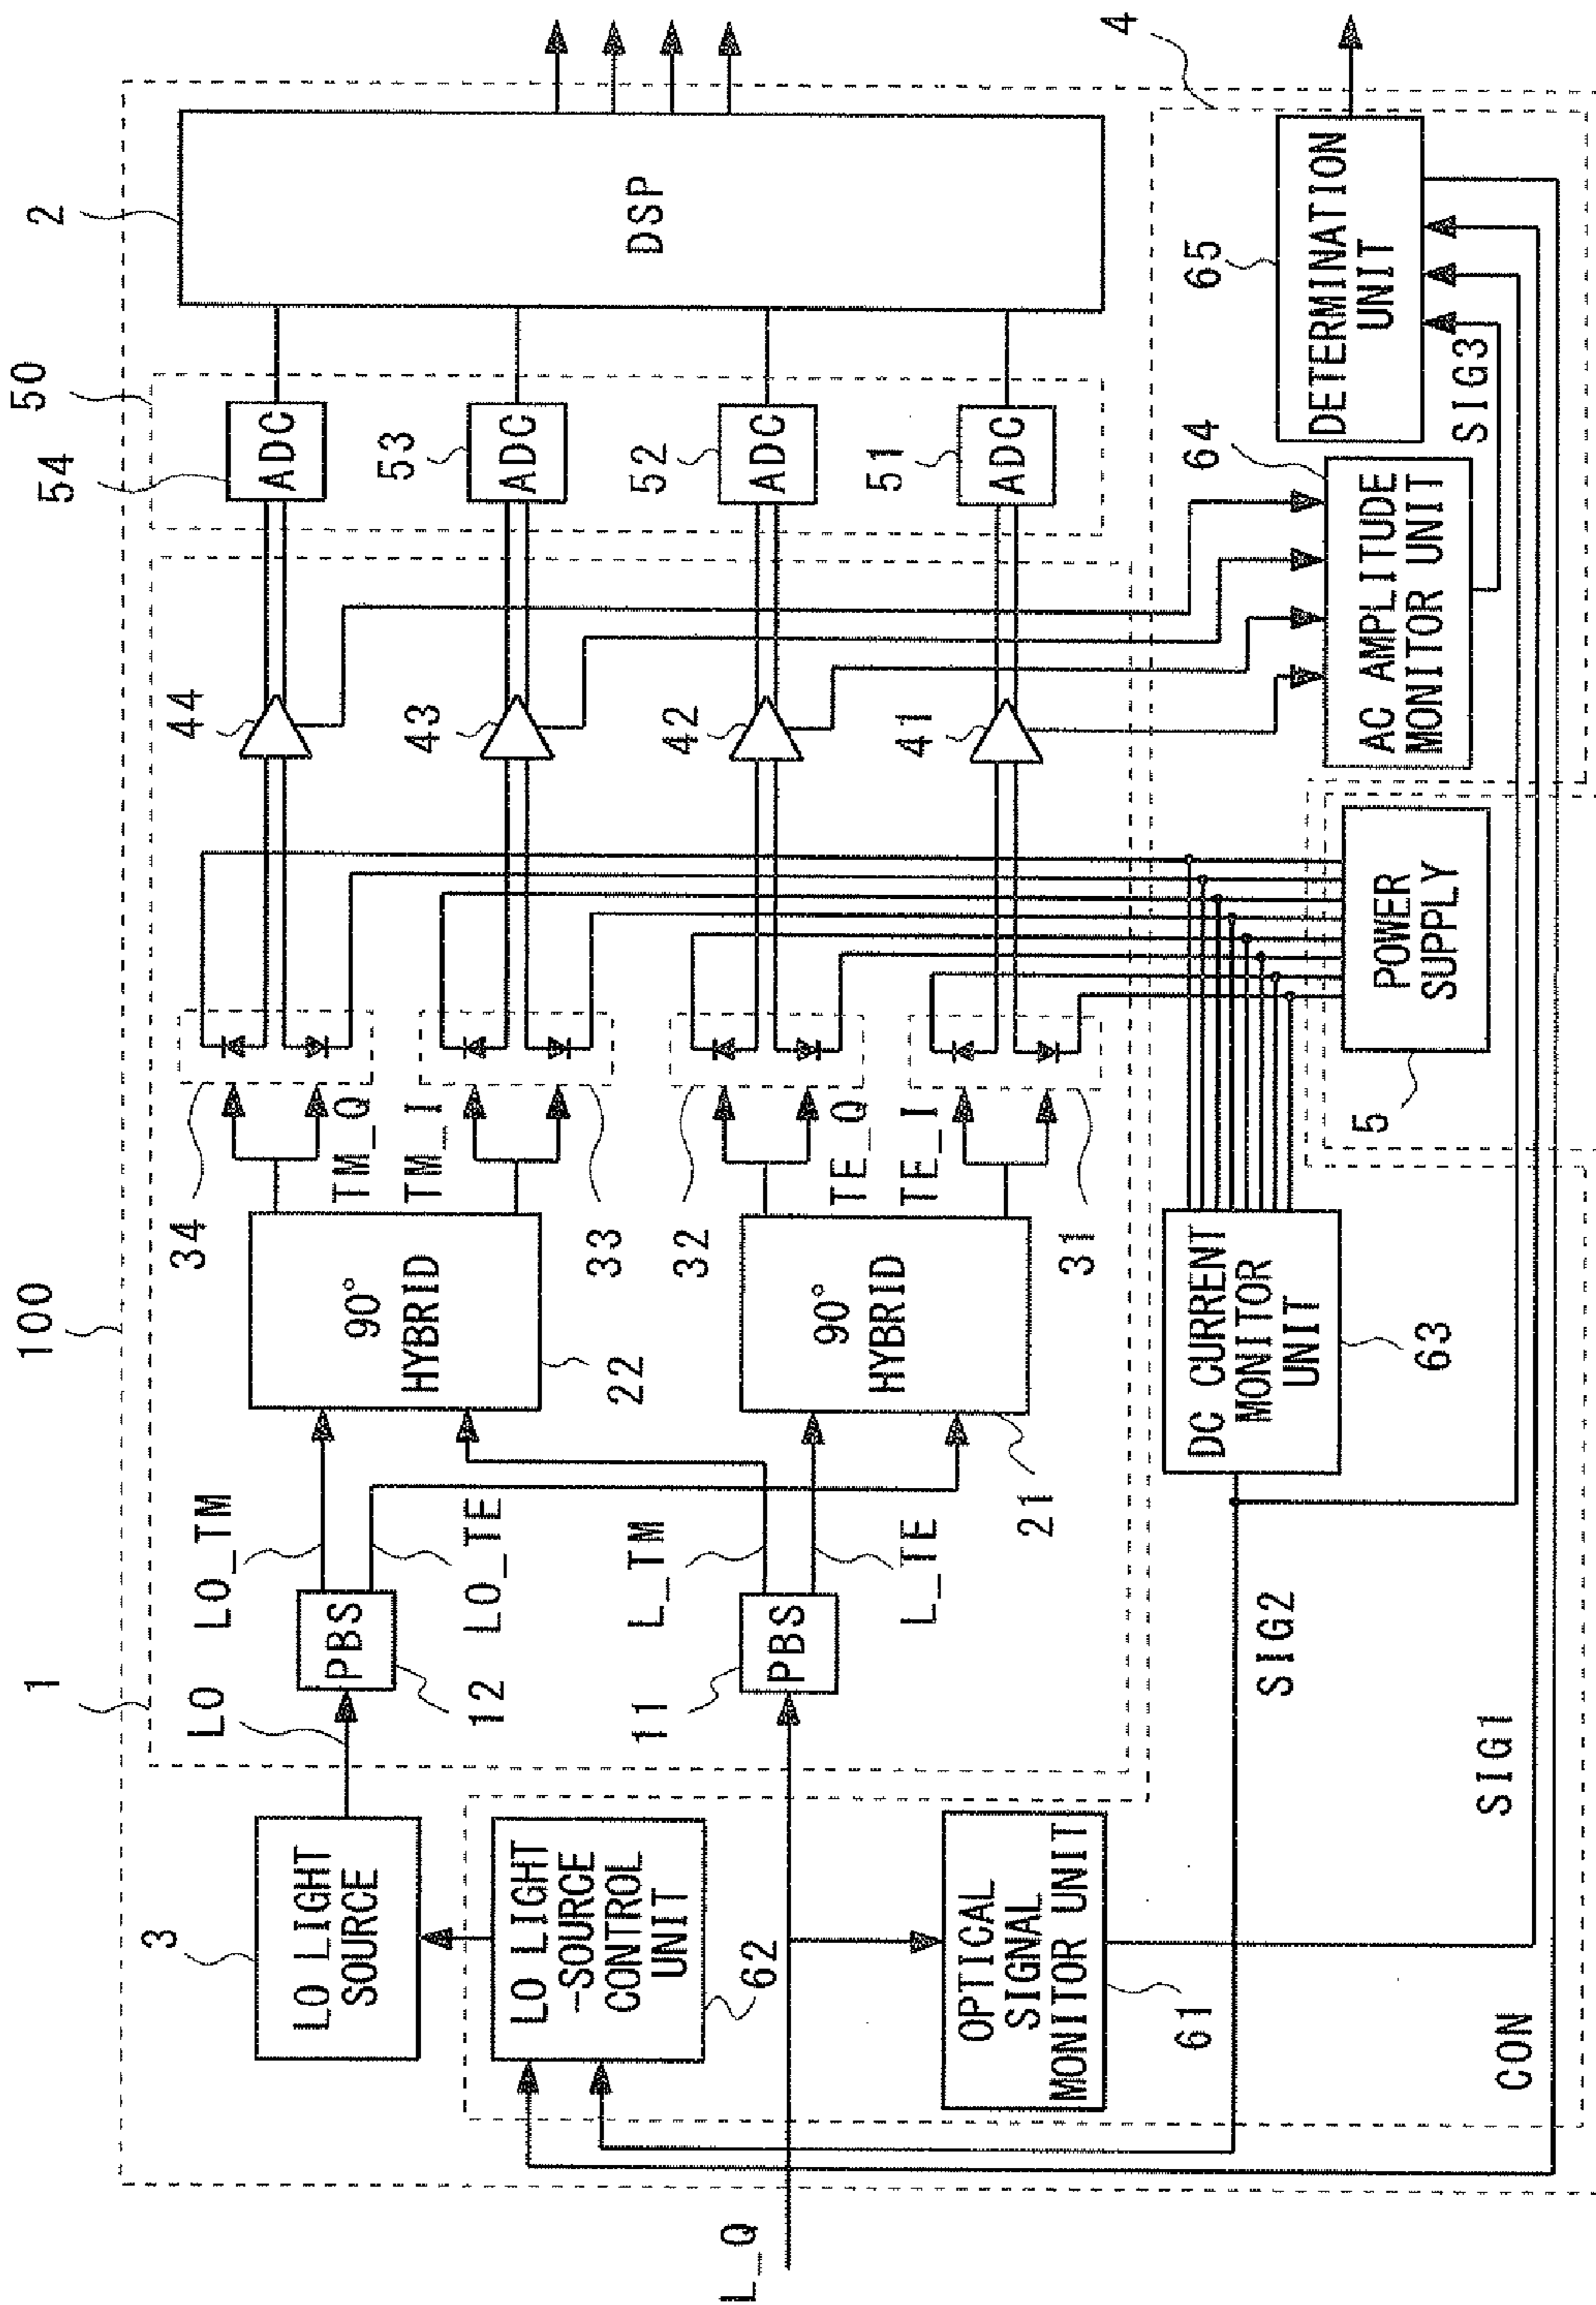 100
1
50
2
3
LO LIGHT
SOURCE
LO
LO_TM
PBS
12
LO_TE
90°
HYBRID
22
34
TM_Q
TM_I
33
44
43
54
ADC
53
ADC
DSP
LO LIGHT
-SOURCE
CONTROL
UNIT
62
L_Q
11
PBS
L_TM
L_TE
90°
HYBRID
21
32
TE_Q
TE_I
31
42
41
52
ADC
51
ADC
OPTICAL
SIGNAL
MONITOR UNIT
61
DC CURRENT
MONITOR
UNIT
63
POWER
SUPPLY
5
AC AMPLITUDE
MONITOR UNIT
64
DETERMINATION
UNIT
65
4
SIG2
SIG3
SIG1
CON